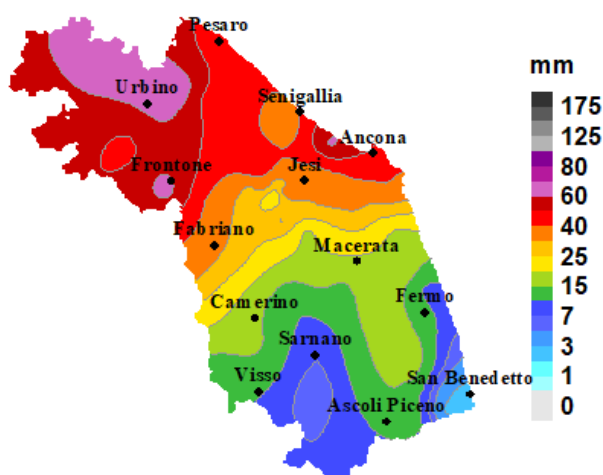 Pesaro
mm
Urbino
Senigallia
Ancona
Frontone
Jesi
Fabriano
Macerata
Camerino
Fermo
Sarnano
Visso
San Benedetto
Ascoli Piceno
175
125
80
60
40
25
15
7
3
1
0